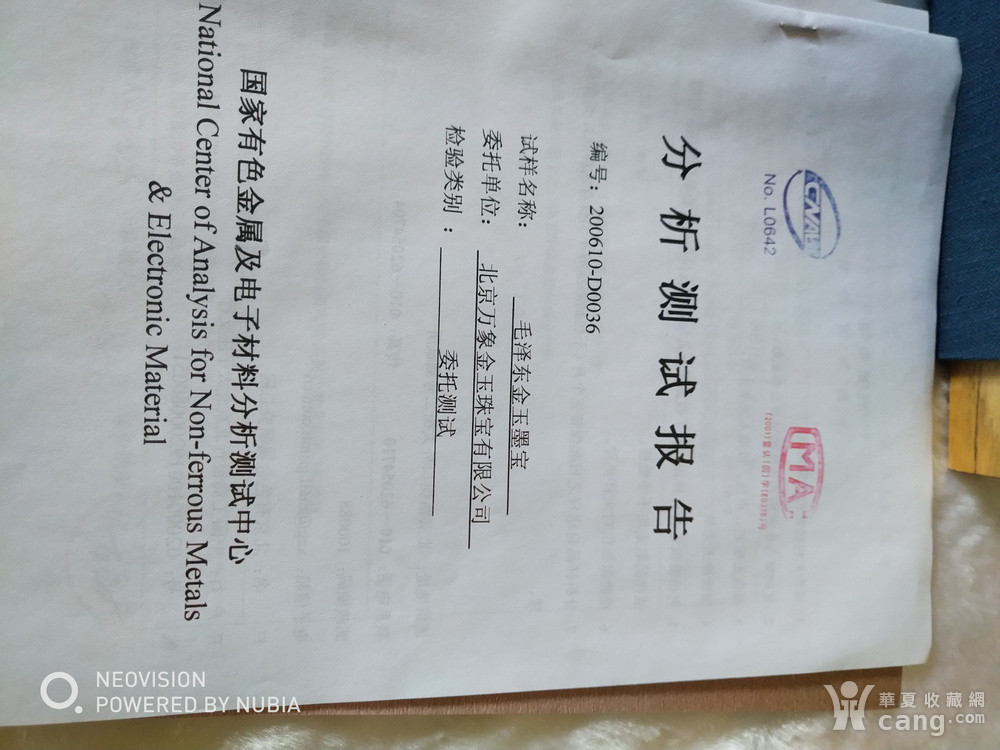 No. L0642
CMA
分析测试报告
编号：200610-D0036
试样名称： 毛泽东金玉墨宝
委托单位： 北京万象金玉珠宝有限公司
检验类别： 委托测试
国家有色金属及电子材料分析测试中心
National Center of Analysis for Non-ferrous Metals
& Electronic Material
NEOVISION
POWERED BY NUBIA
華夏收藏網
cang.com